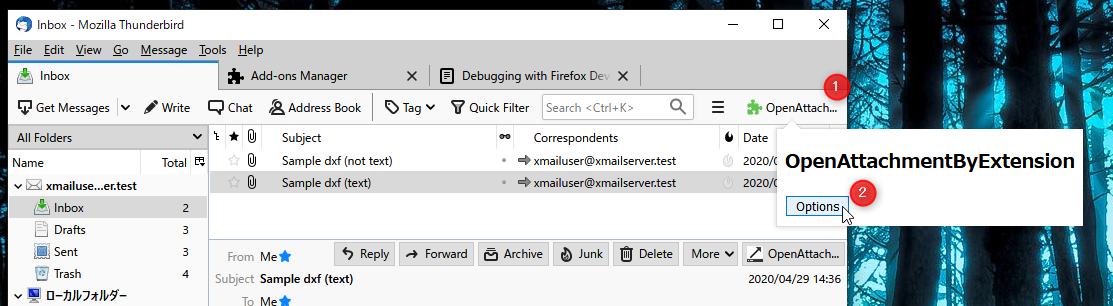 Inbox - Mozilla Thunderbird
File Edit View Go Message Tools Help
Inbox Add-ons Manager Debugging with Firefox Dev
1
Get Messages Write Chat Address Book Tag Quick Filter Search <Ctrl+K> OpenAttach...
All Folders Subject Correspondents Date
Name Total
Sample dxf (not text) xmailuser@xmailserver.test 2020/0
xmailuse...er.test Sample dxf (text) xmailuser@xmailserver.test 2020/0
OpenAttachmentByExtension
2
Options
Inbox 2
Drafts 3
Sent 3
Trash 4
ローカルフォルダー
From Me Reply Forward Archive Junk Delete More OpenAttach...
Subject Sample dxf (text) 2020/04/29 14:36
To Me